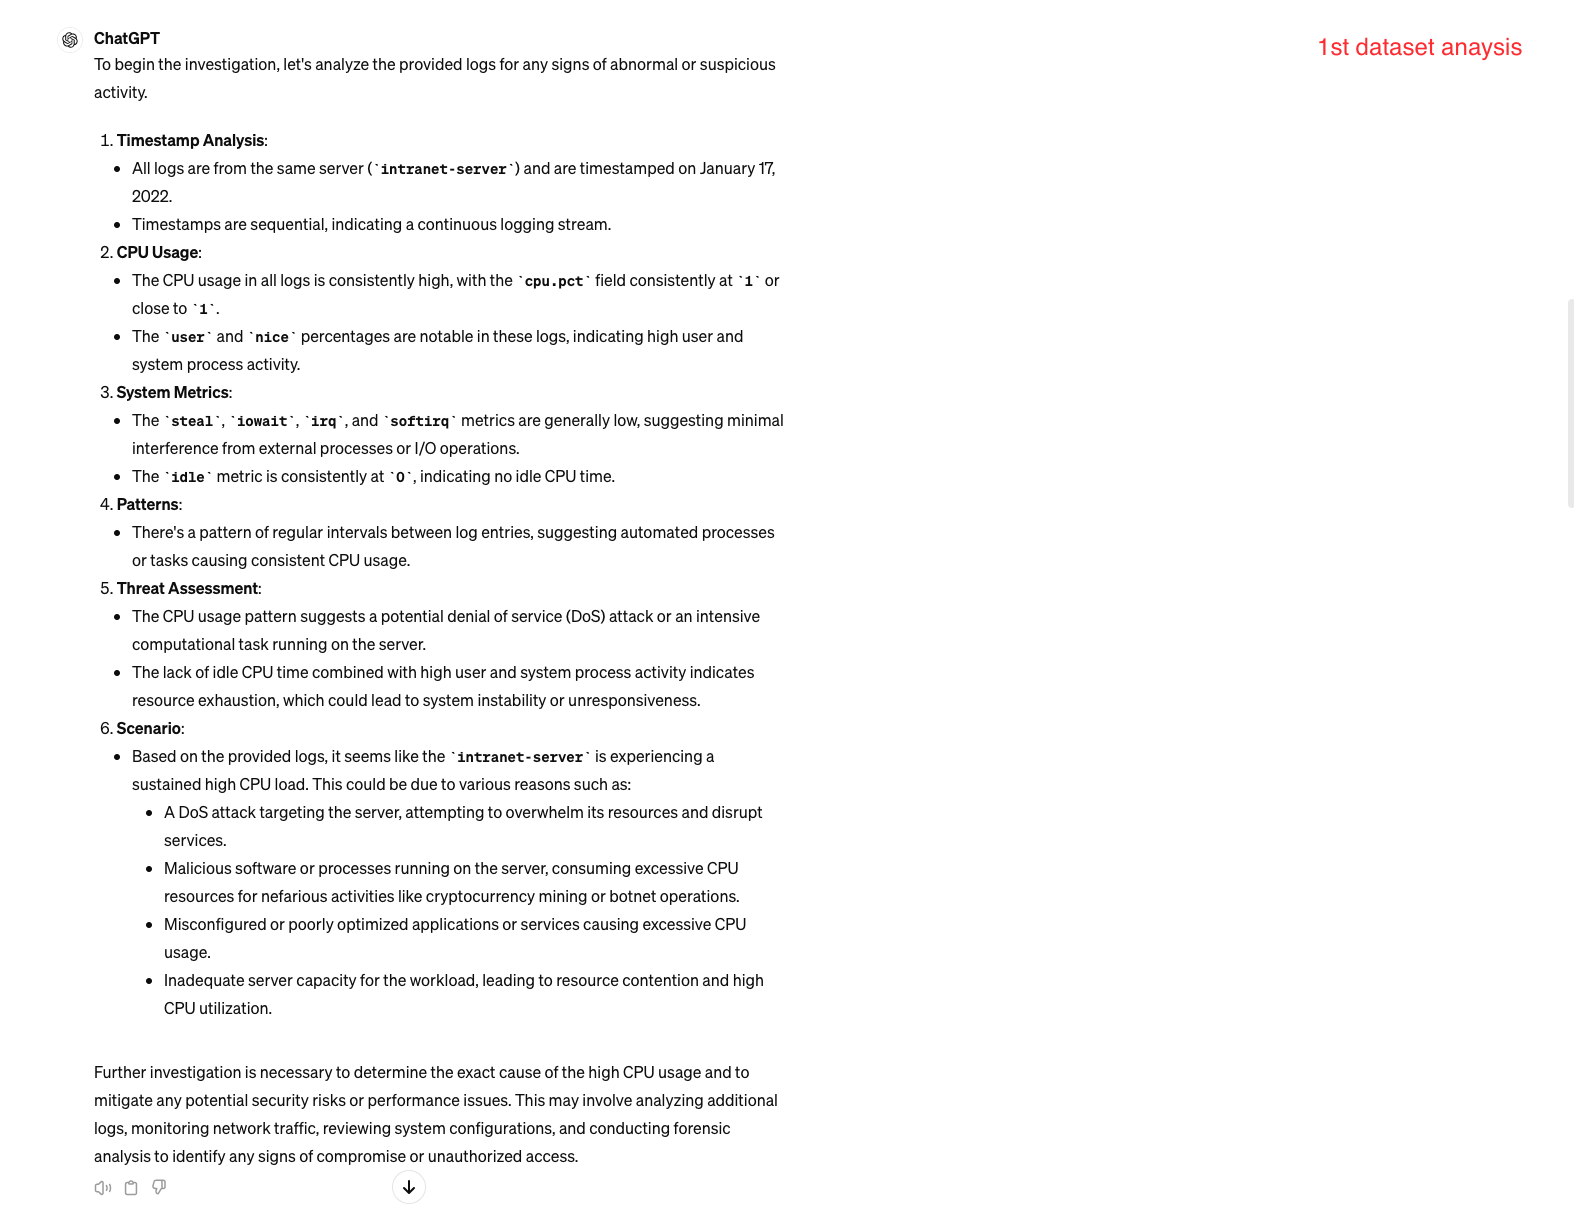 ChatGPT
1st dataset anaysis
To begin the investigation, let's analyze the provided logs for any signs of abnormal or suspicious
activity.
1. Timestamp Analysis:
• All logs are from the same server (`intranet-server`) and are timestamped on January 17,
2022.
• Timestamps are sequential, indicating a continuous logging stream.
2. CPU Usage:
• The CPU usage in all logs is consistently high, with the `cpu.pct` field consistently at `1` or
close to `1`.
• The `user` and `nice` percentages are notable in these logs, indicating high user and
system process activity.
3. System Metrics:
• The `steal`, `iowait`, `irq`, and `softirq` metrics are generally low, suggesting minimal
interference from external processes or I/O operations.
• The `idle` metric is consistently at `0`, indicating no idle CPU time.
4. Patterns:
• There's a pattern of regular intervals between log entries, suggesting automated processes
or tasks causing consistent CPU usage.
5. Threat Assessment:
• The CPU usage pattern suggests a potential denial of service (DoS) attack or an intensive
computational task running on the server.
• The lack of idle CPU time combined with high user and system process activity indicates
resource exhaustion, which could lead to system instability or unresponsiveness.
6. Scenario:
• Based on the provided logs, it seems like the `intranet-server` is experiencing a
sustained high CPU load. This could be due to various reasons such as:
• A DoS attack targeting the server, attempting to overwhelm its resources and disrupt
services.
• Malicious software or processes running on the server, consuming excessive CPU
resources for nefarious activities like cryptocurrency mining or botnet operations.
• Misconfigured or poorly optimized applications or services causing excessive CPU
usage.
• Inadequate server capacity for the workload, leading to resource contention and high
CPU utilization.
Further investigation is necessary to determine the exact cause of the high CPU usage and to
mitigate any potential security risks or performance issues. This may involve analyzing additional
logs, monitoring network traffic, reviewing system configurations, and conducting forensic
analysis to identify any signs of compromise or unauthorized access.